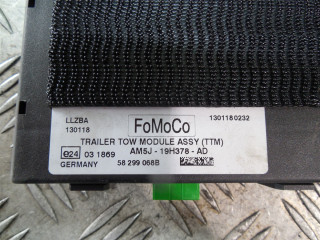 LLZBA
130118
FoMoCo
1301180232
TRAILER TOW MODULE ASSY (TTM)
e24 03 1869
AM5J - 19H378 - AD
GERMANY
58 299 068B